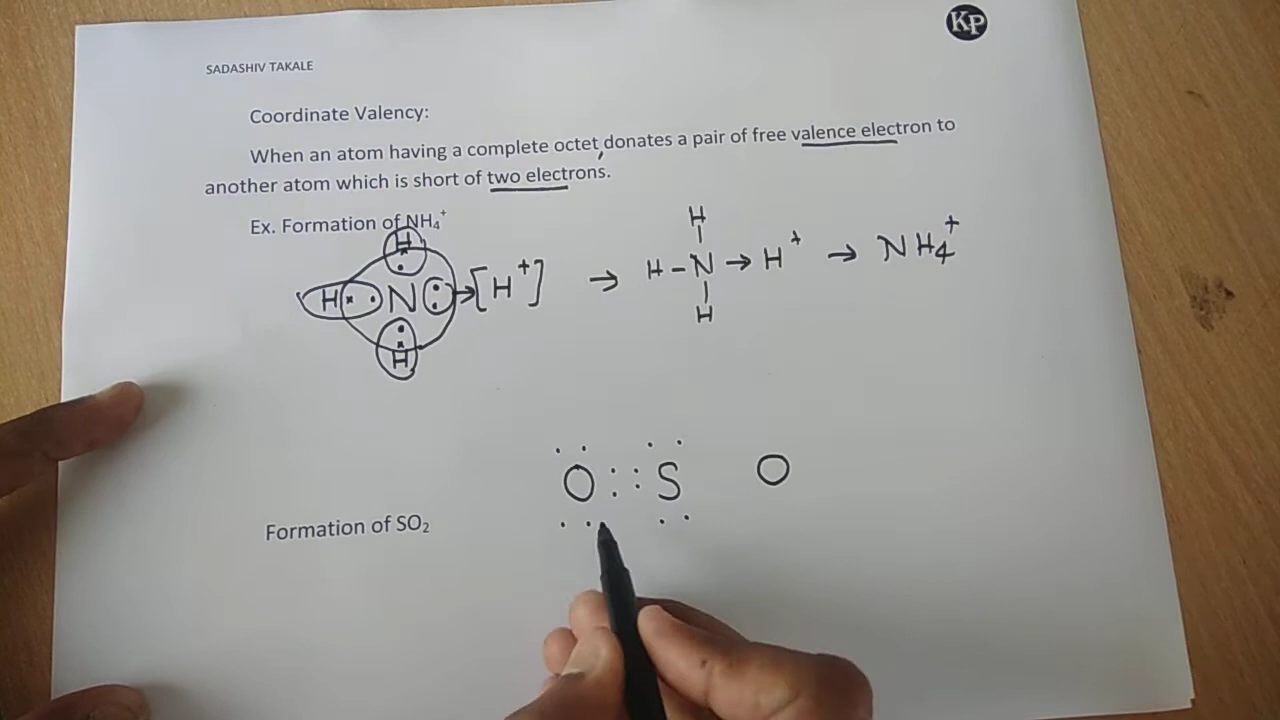 KP
SADASHIV TAKALE
Coordinate Valency:
When an atom having a complete octet, donates a pair of free valence electron to
another atom which is short of two electrons.
Ex. Formation of NH₄⁺
H
H ו N : → [H⁺] → H - N → H⁺ → NH₄⁺
H
H
H
O :: S O
Formation of SO₂